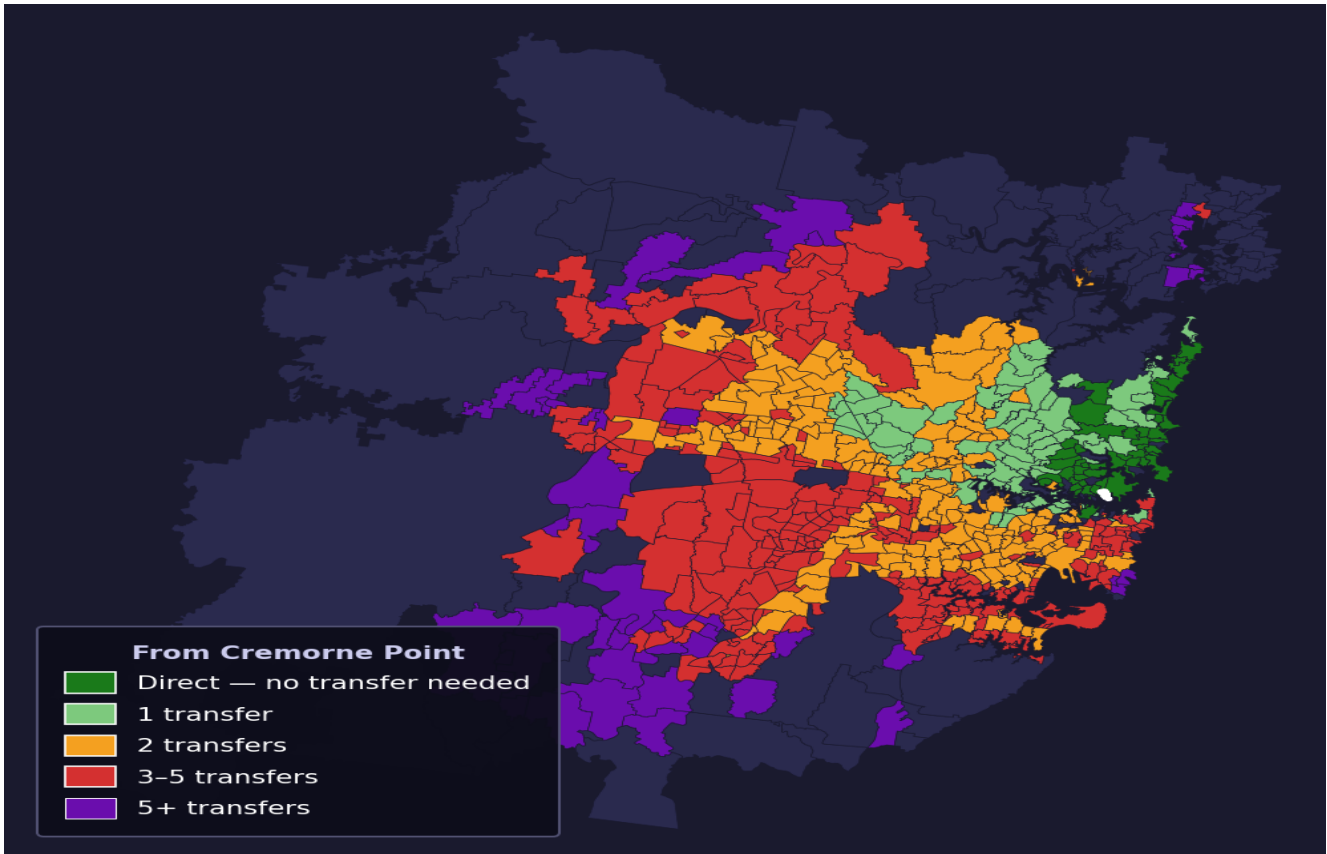 From Cremorne Point
Direct — no transfer needed
1 transfer
2 transfers
3–5 transfers
5+ transfers